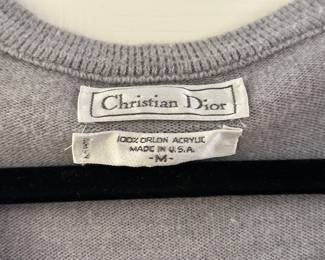 Christian Dior
100% ORLON ACRYLIC
MADE IN U.S.A.
-M-